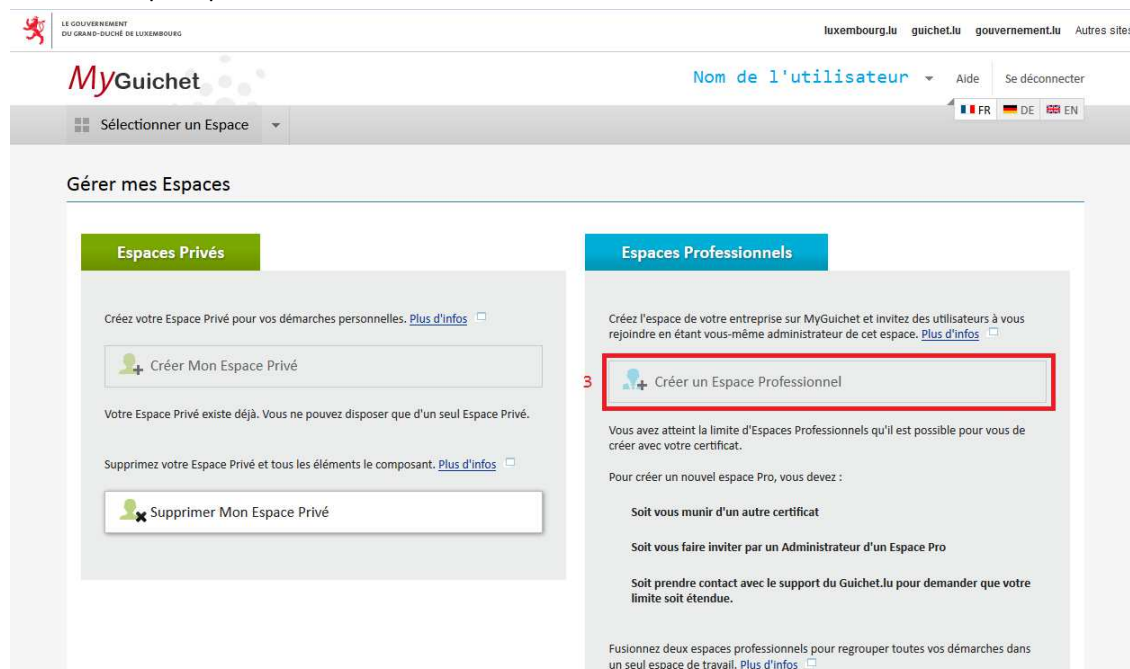 LE GOUVERNEMENT
DU GRAND-DUCHÉ DE LUXEMBOURG
luxembourg.lu guichet.lu gouvernement.lu Autres sites
MyGuichet
Nom de l'utilisateur Aide Se déconnecter
FR DE EN
Sélectionner un Espace
Gérer mes Espaces
Espaces Privés
Créez votre Espace Privé pour vos démarches personnelles. Plus d'infos
Créer Mon Espace Privé
Votre Espace Privé existe déjà. Vous ne pouvez disposer que d'un seul Espace Privé.
Supprimez votre Espace Privé et tous les éléments le composant. Plus d'infos
Supprimer Mon Espace Privé
Espaces Professionnels
Créez l'espace de votre entreprise sur MyGuichet et invitez des utilisateurs à vous
rejoindre en étant vous-même administrateur de cet espace. Plus d'infos
3 Créer un Espace Professionnel
Vous avez atteint la limite d'Espaces Professionnels qu'il est possible pour vous de
créer avec votre certificat.
Pour créer un nouvel espace Pro, vous devez :
Soit vous munir d'un autre certificat
Soit vous faire inviter par un Administrateur d'un Espace Pro
Soit prendre contact avec le support du Guichet.lu pour demander que votre
limite soit étendue.
Fusionnez deux espaces professionnels pour regrouper toutes vos démarches dans
un seul espace de travail. Plus d'infos